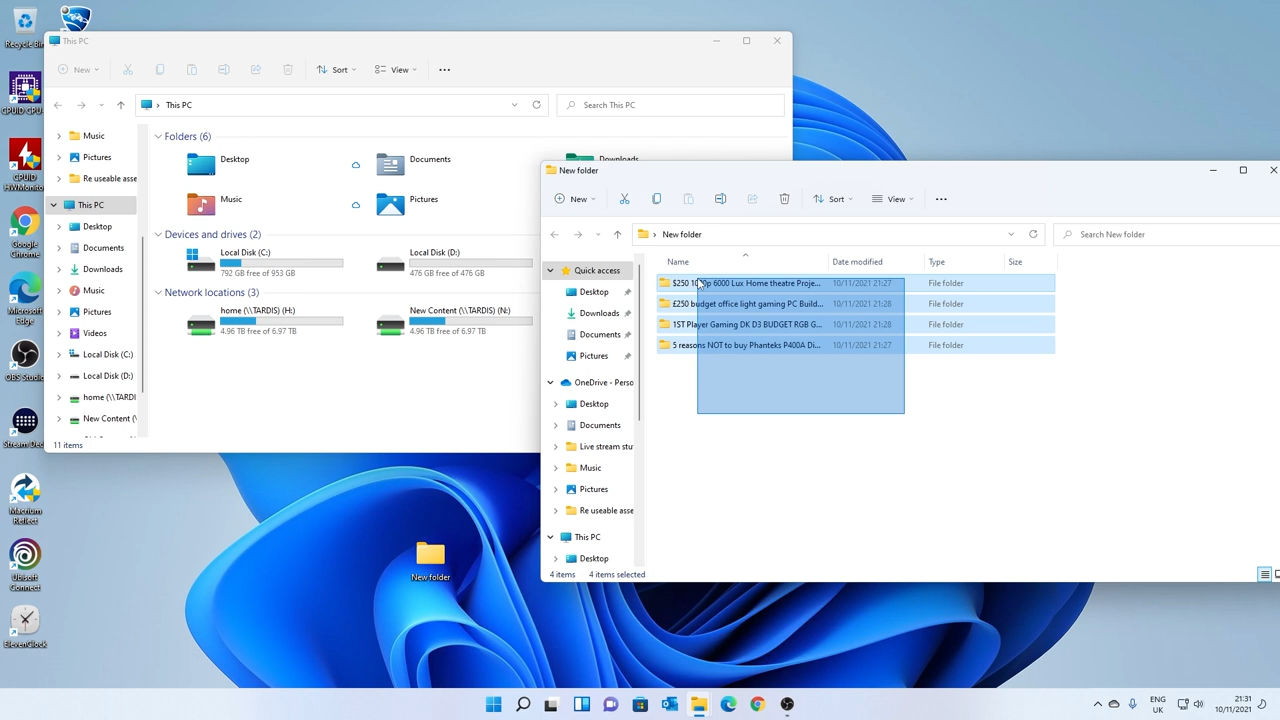 Recycle Bin
CPUID CPU-
CPUID
HWMonito
Google
Chrome
Microsoft
Edge
OBS Studio
Stream Dec
Macrium
Reflect
Ubisoft
Connect
ElevenClock
This PC
New
Sort
View
This PC
Search This PC
Music
Pictures
Re useable asse
This PC
Desktop
Documents
Downloads
Music
Pictures
Videos
Local Disk (C:)
Local Disk (D:)
home (\\TARDI
New Content (\
Folders (6)
Desktop
Documents
Downloads
Music
Pictures
Devices and drives (2)
Local Disk (C:)
792 GB free of 953 GB
Local Disk (D:)
476 GB free of 476 GB
Network locations (3)
home (\\TARDIS) (H:)
4.96 TB free of 6.97 TB
New Content (\\TARDIS) (N:)
4.96 TB free of 6.97 TB
11 items
New folder
New
Sort
View
New folder
Search New folder
Quick access
Desktop
Downloads
Documents
Pictures
OneDrive - Perso
Desktop
Documents
Live stream stu
Music
Pictures
Re useable asse
This PC
Desktop
Name Date modified Type Size
$250 1080p 6000 Lux Home theatre Proje... 10/11/2021 21:27 File folder
£250 budget office light gaming PC Build... 10/11/2021 21:28 File folder
1ST Player Gaming DK D3 BUDGET RGB G... 10/11/2021 21:28 File folder
5 reasons NOT to buy Phanteks P400A Di... 10/11/2021 21:27 File folder
4 items 4 items selected
New folder
ENG
UK
21:31
10/11/2021